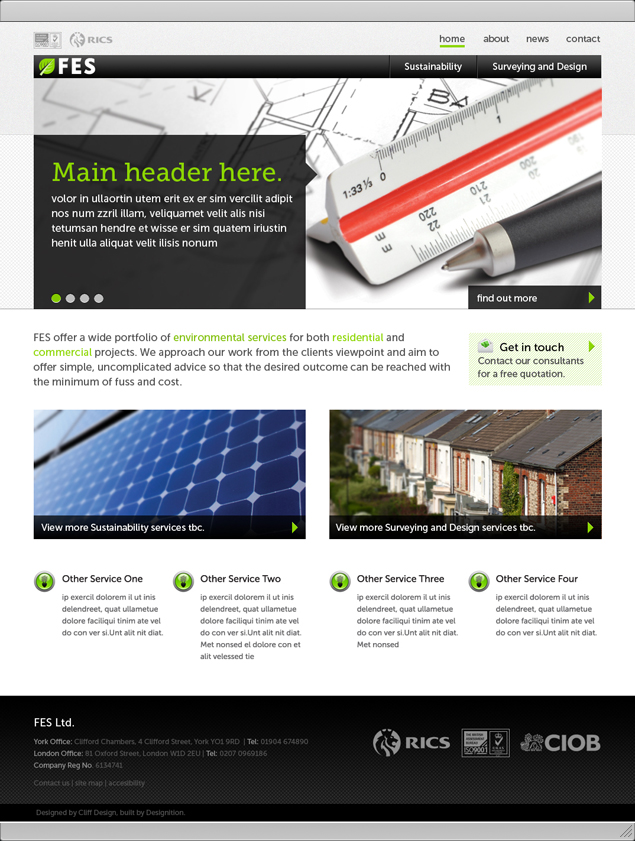 RICS
home about news contact
FES
Sustainability Surveying and Design
BA
1:33⅓ 0 1
Main header here.
volor in ullaortin utem erit ex er sim vercilit adipit
nos num zzril illam, veliquamet velit alis nisi
tetumsan hendre et wisse er sim quatem iriustin
henit ulla aliquat velit ilisis nonum
220
210
22
21
find out more
FES offer a wide portfolio of environmental services for both residential and
commercial projects. We approach our work from the clients viewpoint and aim to
offer simple, uncomplicated advice so that the desired outcome can be reached with
the minimum of fuss and cost.
Get in touch
Contact our consultants
for a free quotation.
View more Sustainability services tbc.
View more Surveying and Design services tbc.
Other Service One
ip exercil dolorem il ut inis
delendreet, quat ullametue
dolore faciliqui tinim ate vel
do con ver si.Unt alit nit diat.
Other Service Two
ip exercil dolorem il ut inis
delendreet, quat ullametue
dolore faciliqui tinim ate vel
do con ver si.Unt alit nit diat.
Met nonsed el dolore con et
alit velessed tie
Other Service Three
ip exercil dolorem il ut inis
delendreet, quat ullametue
dolore faciliqui tinim ate vel
do con ver si.Unt alit nit diat.
Met nonsed
Other Service Four
ip exercil dolorem il ut inis
delendreet, quat ullametue
dolore faciliqui tinim ate vel
do con ver si.Unt alit nit diat.
FES Ltd.
York Office: Clifford Chambers, 4 Clifford Street, York YO1 9RD | Tel: 01904 674890
London Office: 81 Oxford Street, London W1D 2EU | Tel: 0207 0969186
Company Reg No. 6134741
Contact us | site map | accesibility
RICS
ISO9001
CIOB
Designed by Cliff Design, built by Designition.